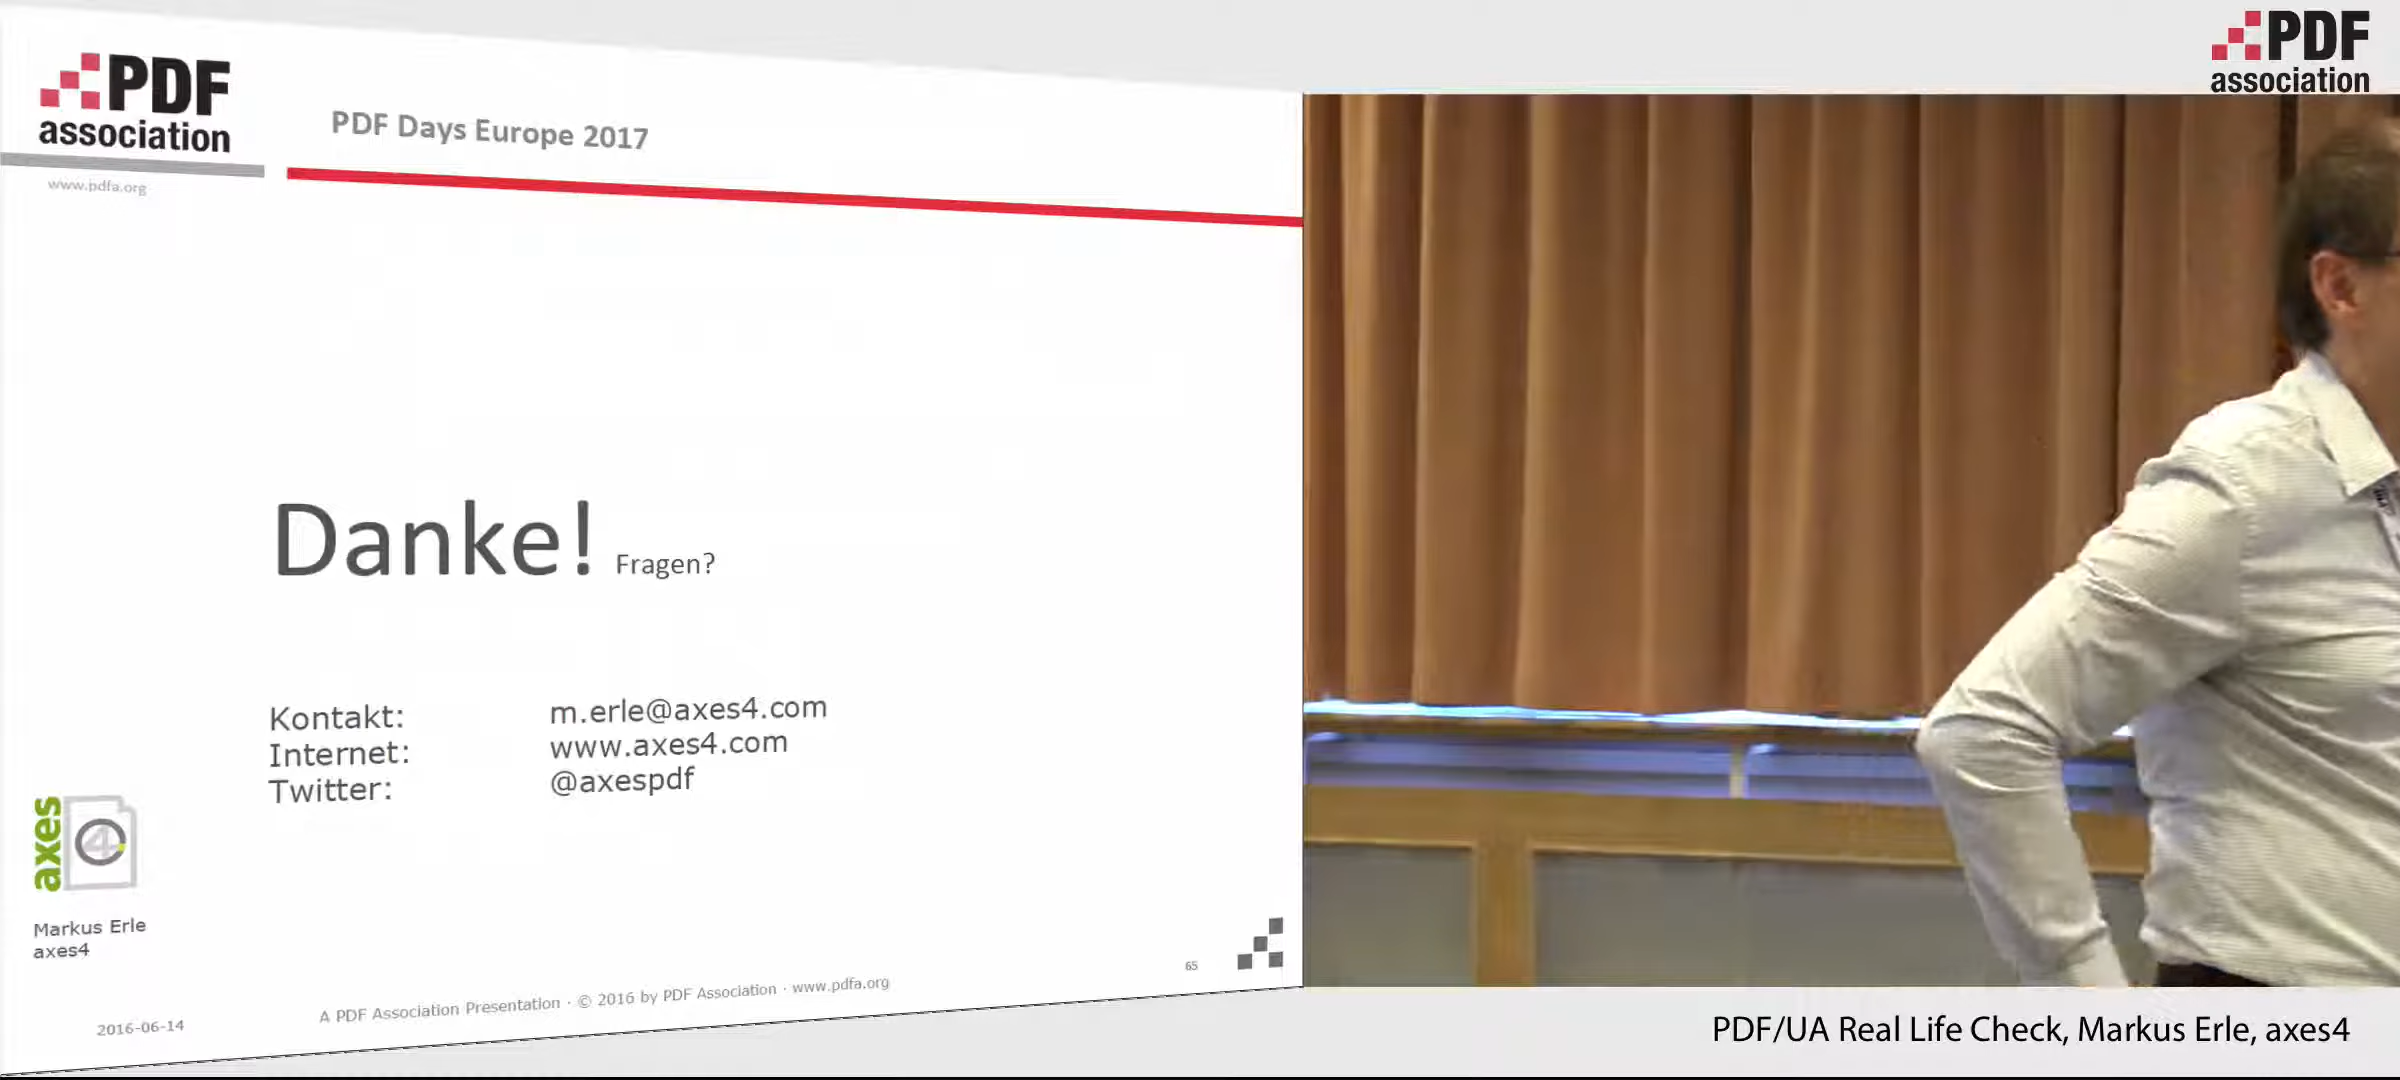 PDF
association
www.pdfa.org
PDF Days Europe 2017
Danke! Fragen?
Kontakt: m.erle@axes4.com
Internet: www.axes4.com
Twitter: @axespdf
axes
4
Markus Erle
axes4
2016-06-14
A PDF Association Presentation · © 2016 by PDF Association · www.pdfa.org
65
PDF
association
PDF/UA Real Life Check, Markus Erle, axes4